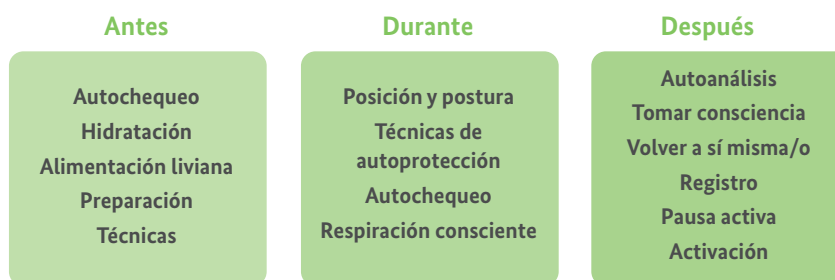 Antes
Autochequeo
Hidratación
Alimentación liviana
Preparación
Técnicas
Durante
Posición y postura
Técnicas de
autoprotección
Autochequeo
Respiración consciente
Después
Autoanálisis
Tomar consciencia
Volver a sí misma/o
Registro
Pausa activa
Activación